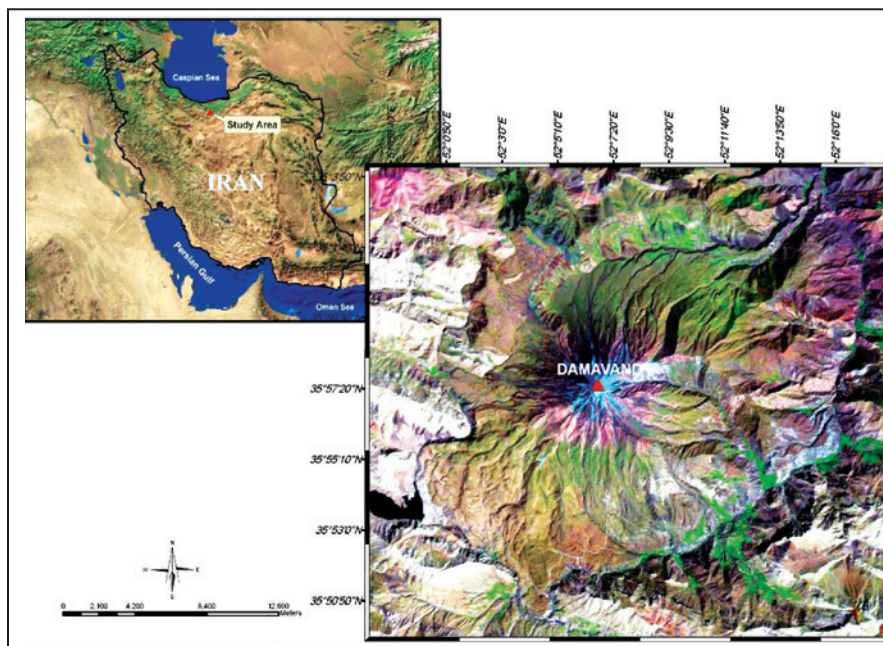 Caspian Sea
Study Area
IRAN
Persian Gulf
Oman Sea
52°0'50"E
52°3'0"E
52°5'10"E
52°7'20"E
52°9'30"E
52°11'40"E
52°13'50"E
52°16'0"E
DAMAVAND
35°57'20"N
35°55'10"N
35°53'0"N
35°50'50"N
N
W E
S
0 2,100 4,200 8,400 12,600
Meters